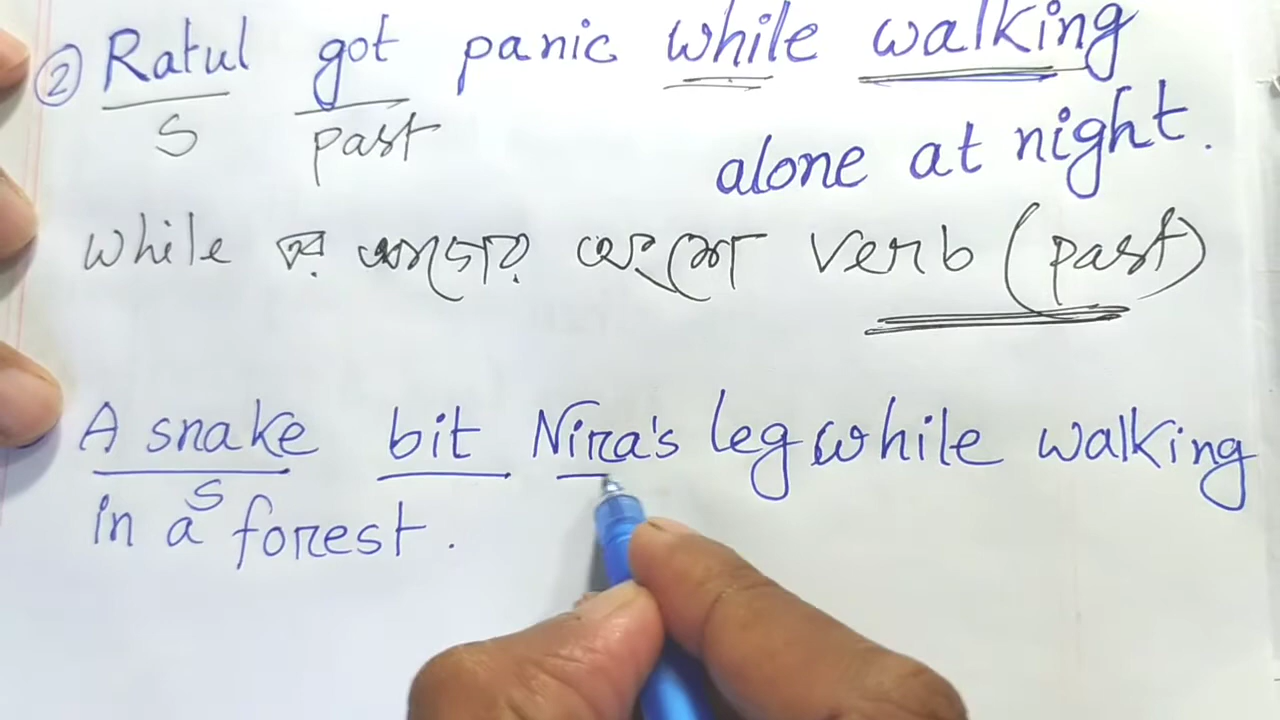 ② Ratul got panic while walking
S past
alone at night.
while র আগের অংশে verb (past)
A snake bit Nira's leg while walking
S
in a forest.